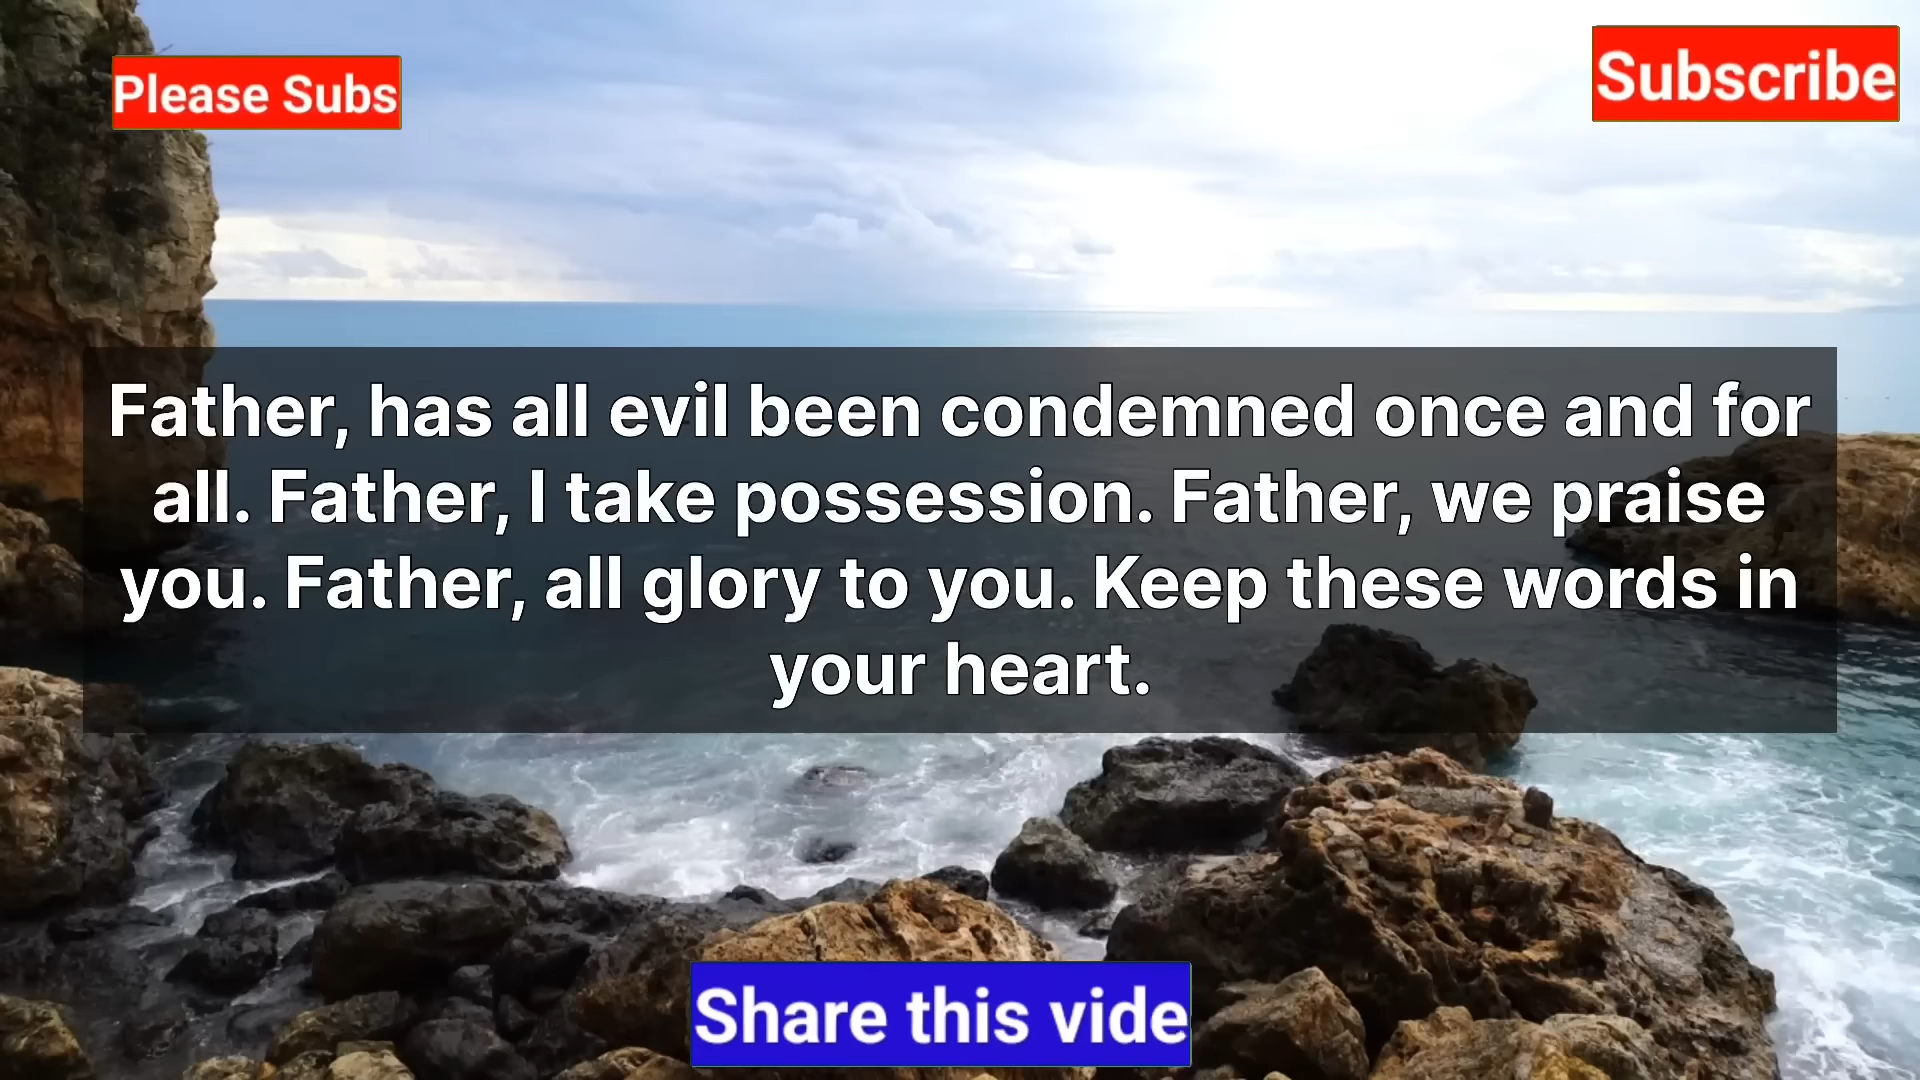 Please Subs
Subscribe
Father, has all evil been condemned once and for
all. Father, I take possession. Father, we praise
you. Father, all glory to you. Keep these words in
your heart.
Share this vide